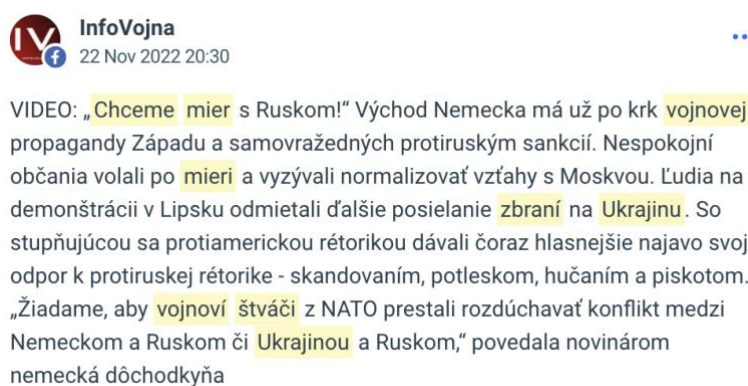 IV
InfoVojna
22 Nov 2022 20:30
VIDEO: „Chceme mier s Ruskom!“ Východ Nemecka má už po krk vojnovej
propagandy Západu a samovražedných protiruským sankcií. Nespokojní
občania volali po mieri a vyzývali normalizovať vzťahy s Moskvou. Ľudia na
demonštrácii v Lipsku odmietali ďalšie posielanie zbraní na Ukrajinu. So
stupňujúcou sa protiamerickou rétorikou dávali čoraz hlasnejšie najavo svoj
odpor k protiruskej rétorike - skandovaním, potleskom, hučaním a piskotom.
„Žiadame, aby vojnoví štváči z NATO prestali rozdúchavať konflikt medzi
Nemeckom a Ruskom či Ukrajinou a Ruskom,“ povedala novinárom
nemecká dôchodkyňa